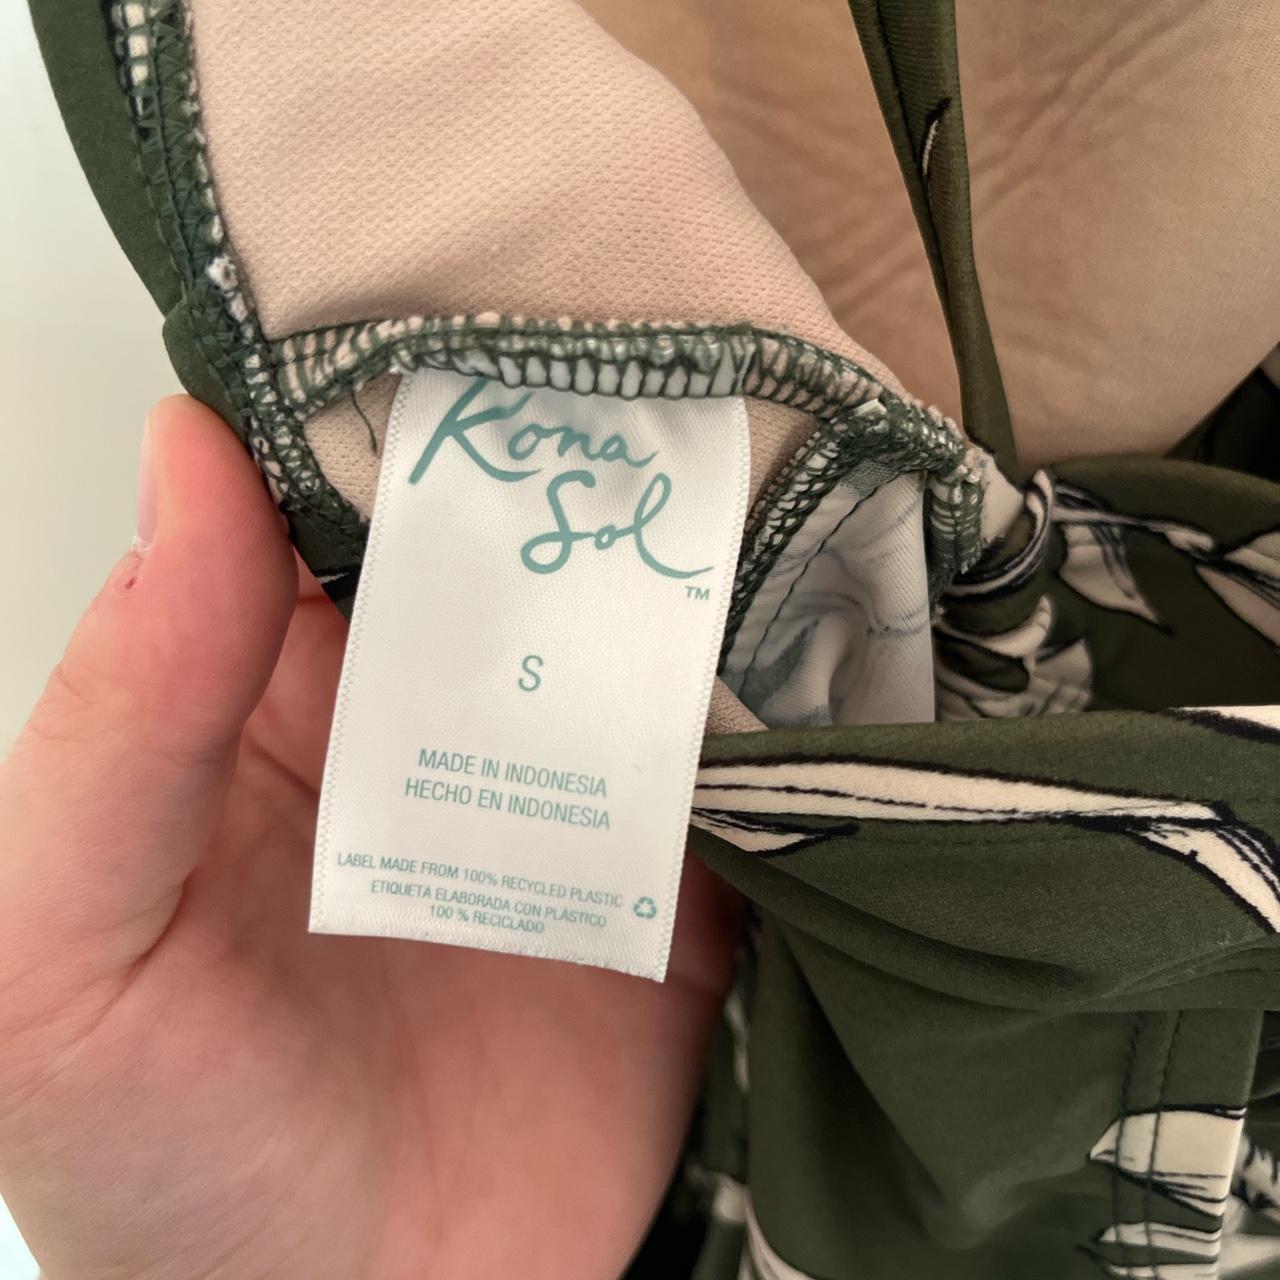 Kona
Sol
TM
S
MADE IN INDONESIA
HECHO EN INDONESIA
LABEL MADE FROM 100% RECYCLED PLASTIC
ETIQUETA ELABORADA CON PLASTICO
100 % RECICLADO